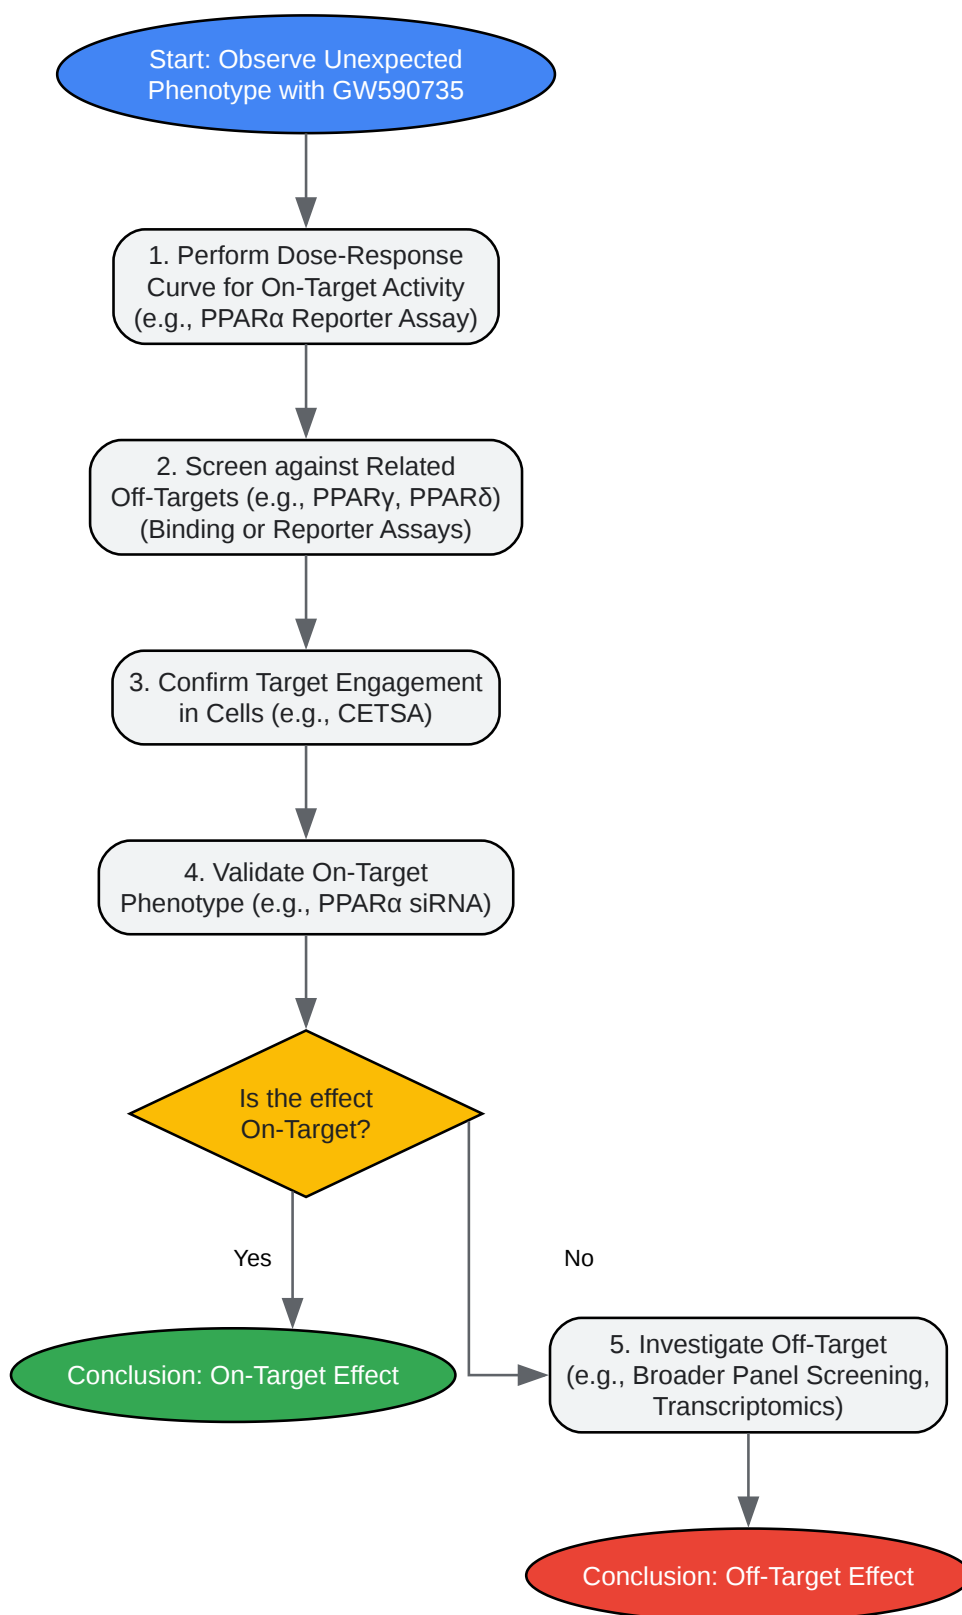 Start: Observe Unexpected
Phenotype with GW590735
1. Perform Dose-Response
Curve for On-Target Activity
(e.g., PPARα Reporter Assay)
2. Screen against Related
Off-Targets (e.g., PPARγ, PPARδ)
(Binding or Reporter Assays)
3. Confirm Target Engagement
in Cells (e.g., CETSA)
4. Validate On-Target
Phenotype (e.g., PPARα siRNA)
Is the effect
On-Target?
Yes
No
Conclusion: On-Target Effect
5. Investigate Off-Target
(e.g., Broader Panel Screening,
Transcriptomics)
Conclusion: Off-Target Effect